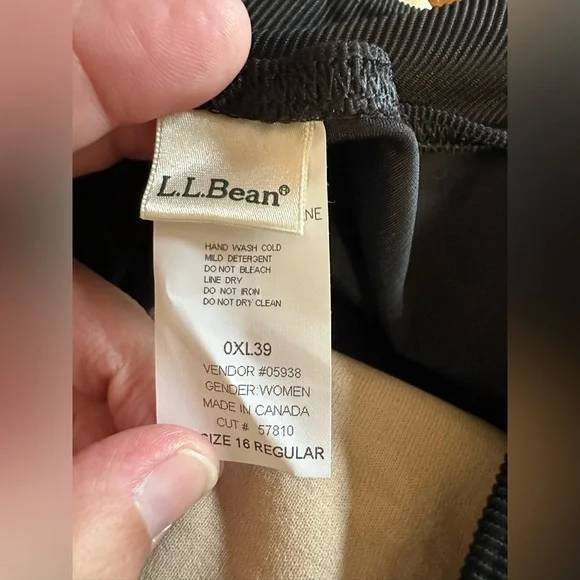 L.L.Bean®
NE
HAND WASH COLD
MILD DETERGENT
DO NOT BLEACH
LINE DRY
DO NOT IRON
DO NOT DRY CLEAN
0XL39
VENDOR #05938
GENDER:WOMEN
MADE IN CANADA
CUT # 57810
SIZE 16 REGULAR